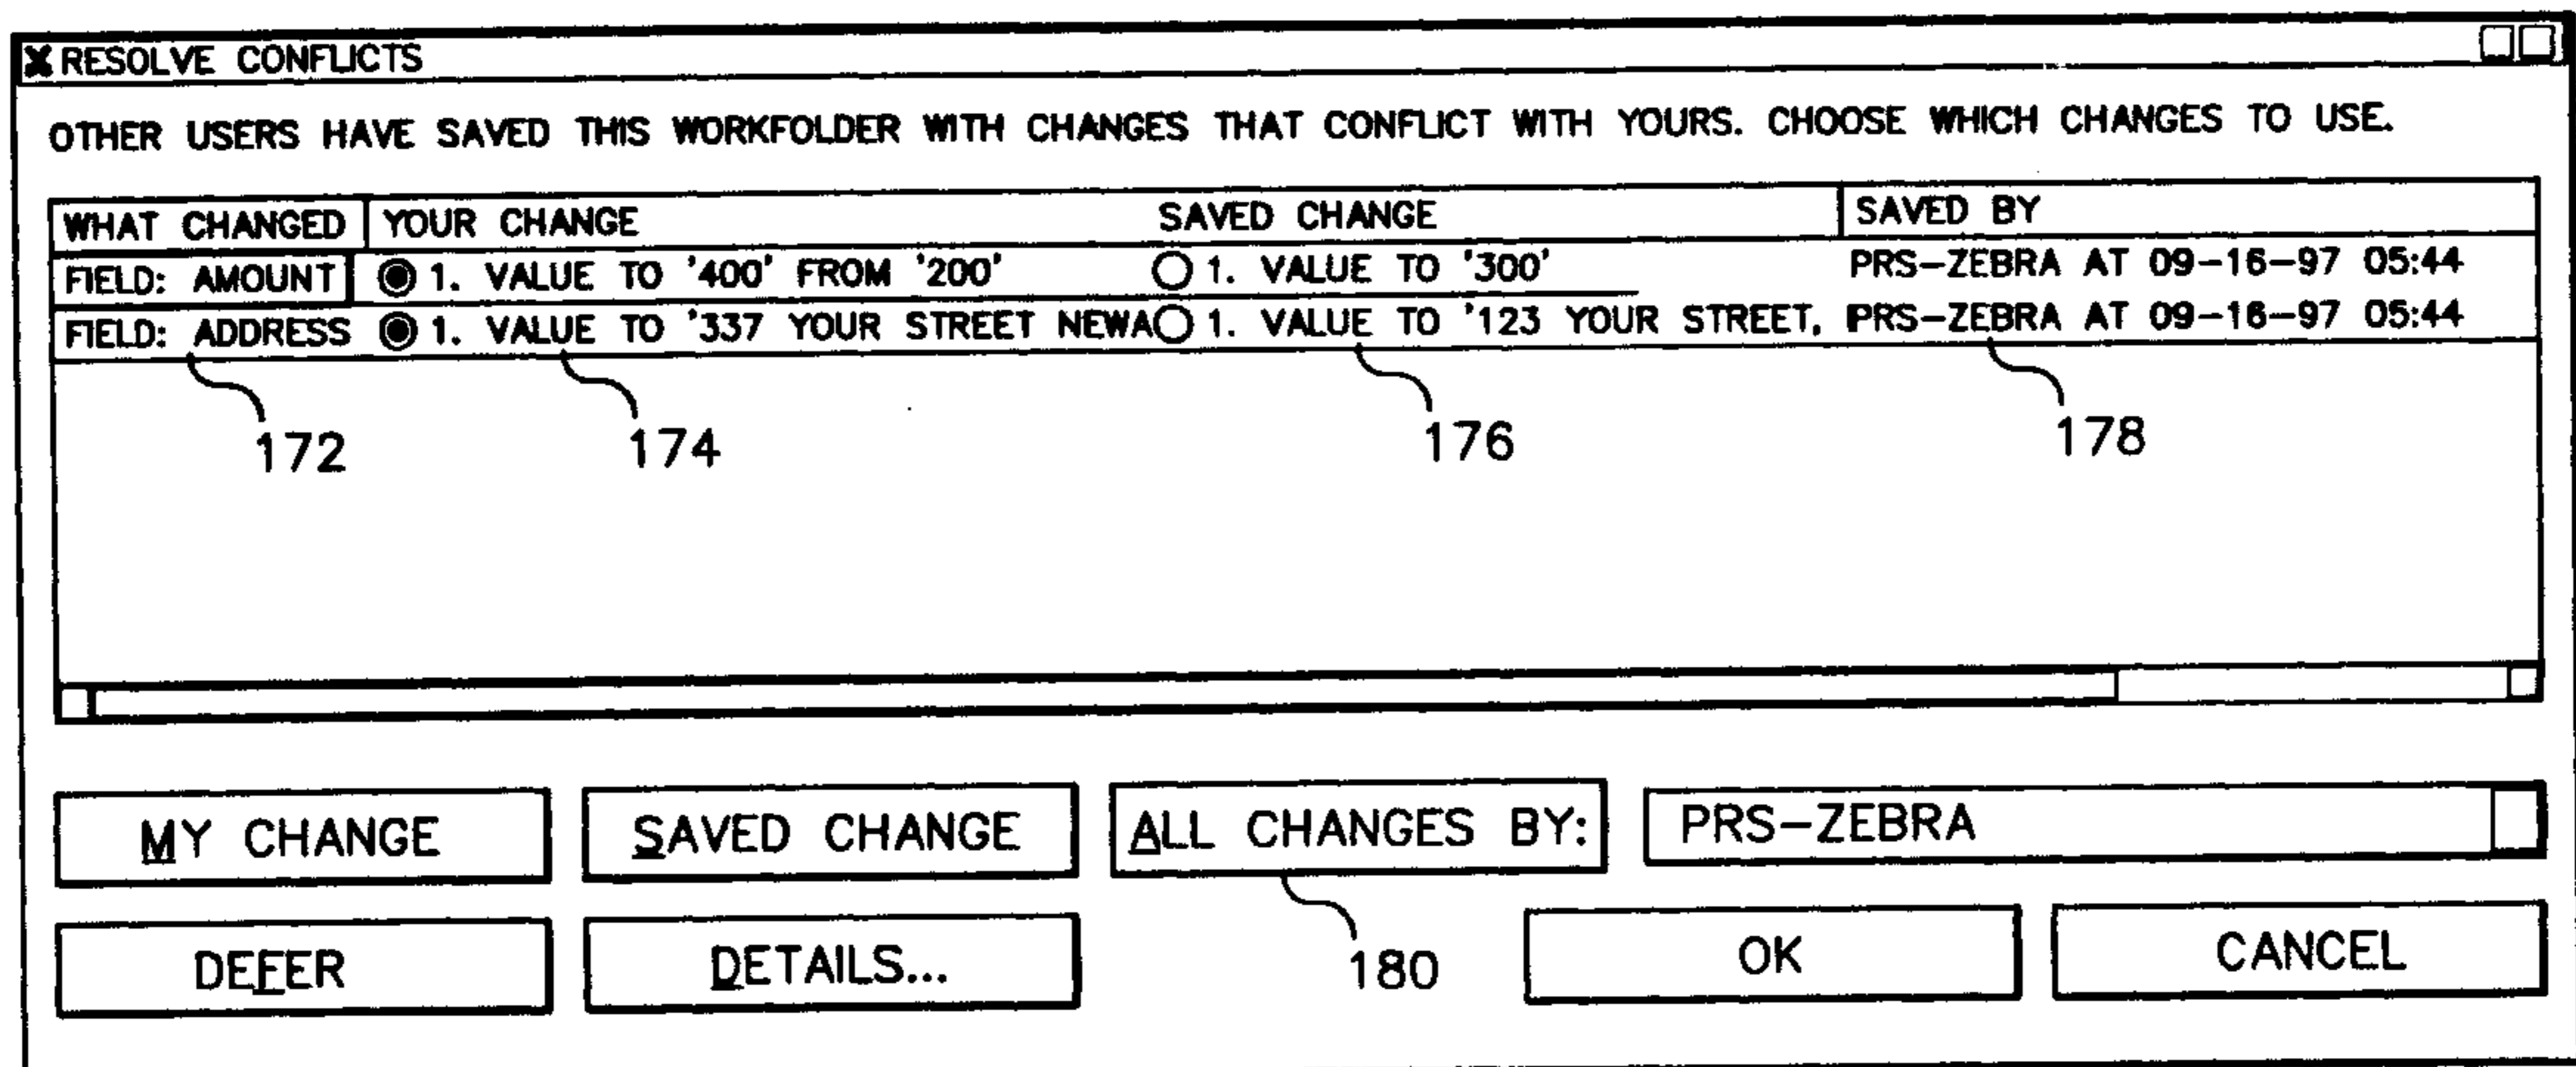 RESOLVE CONFLICTS
OTHER USERS HAVE SAVED THIS WORKFOLDER WITH CHANGES THAT CONFLICT WITH YOURS. CHOOSE WHICH CHANGES TO USE.
WHAT CHANGED YOUR CHANGE SAVED CHANGE SAVED BY
FIELD: AMOUNT 1. VALUE TO '400' FROM '200' 1. VALUE TO '300' PRS-ZEBRA AT 09-16-97 05:44
FIELD: ADDRESS 1. VALUE TO '337 YOUR STREET NEWA 1. VALUE TO '123 YOUR STREET, PRS-ZEBRA AT 09-16-97 05:44
172 174 176 178
MY CHANGE SAVED CHANGE ALL CHANGES BY: PRS-ZEBRA
DEFER DETAILS... 180 OK CANCEL